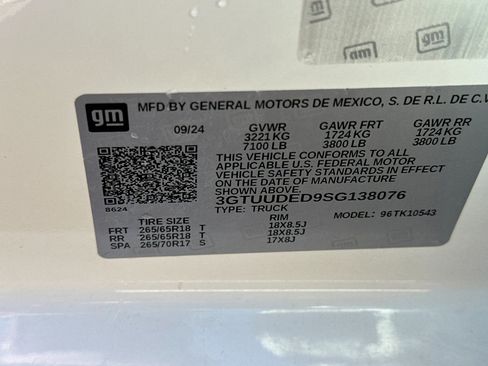 gm
gm
gm
MFD BY GENERAL MOTORS DE MEXICO, S. DE R.L. DE C.V
09/24 GVWR GAWR FRT GAWR RR
3221 KG 1724 KG 1724 KG
7100 LB 3800 LB 3800 LB
THIS VEHICLE CONFORMS TO ALL
APPLICABLE U.S. FEDERAL MOTOR
VEHICLE SAFETY STANDARDS IN EFFECT
ON THE DATE OF MANUFACTURE
SHOWN ABOVE.
3GTUUDED9SG138076
8624
TYPE: TRUCK MODEL: 96TK10543
TIRE SIZE RIM
FRT 265/65R18 T 18X8.5J
RR 265/65R18 T 18X8.5J
SPA 265/70R17 S 17X8J